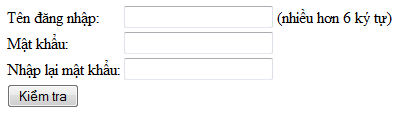 Tên đăng nhập: (nhiều hơn 6 ký tự)
Mật khẩu:
Nhập lại mật khẩu:
Kiểm tra